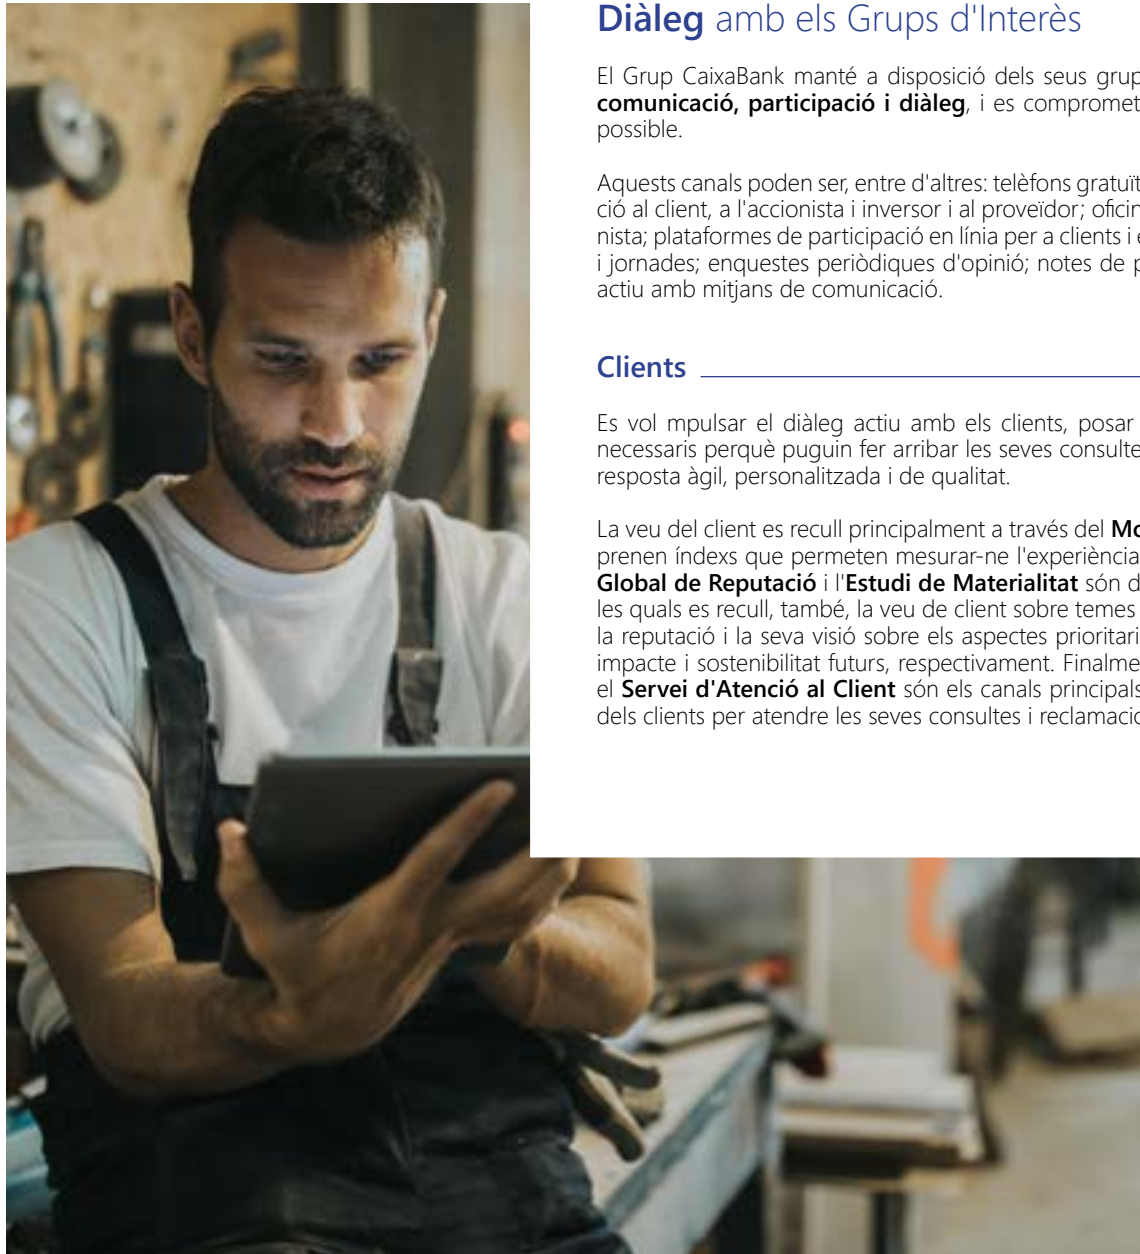 Diàleg amb els Grups d'Interès
El Grup CaixaBank manté a disposició dels seus grup
comunicació, participació i diàleg, i es compromet
possible.
Aquests canals poden ser, entre d'altres: telèfons gratuït
ció al client, a l'accionista i inversor i al proveïdor; oficin
nista; plataformes de participació en línia per a clients i e
i jornades; enquestes periòdiques d'opinió; notes de p
actiu amb mitjans de comunicació.
Clients
Es vol mpulsar el diàleg actiu amb els clients, posar
necessaris perquè puguin fer arribar les seves consulte
resposta àgil, personalitzada i de qualitat.
La veu del client es recull principalment a través del Mo
prenen índexs que permeten mesurar-ne l'experiència
Global de Reputació i l'Estudi de Materialitat són d
les quals es recull, també, la veu de client sobre temes
la reputació i la seva visió sobre els aspectes prioritari
impacte i sostenibilitat futurs, respectivament. Finalme
el Servei d'Atenció al Client són els canals principals
dels clients per atendre les seves consultes i reclamacio